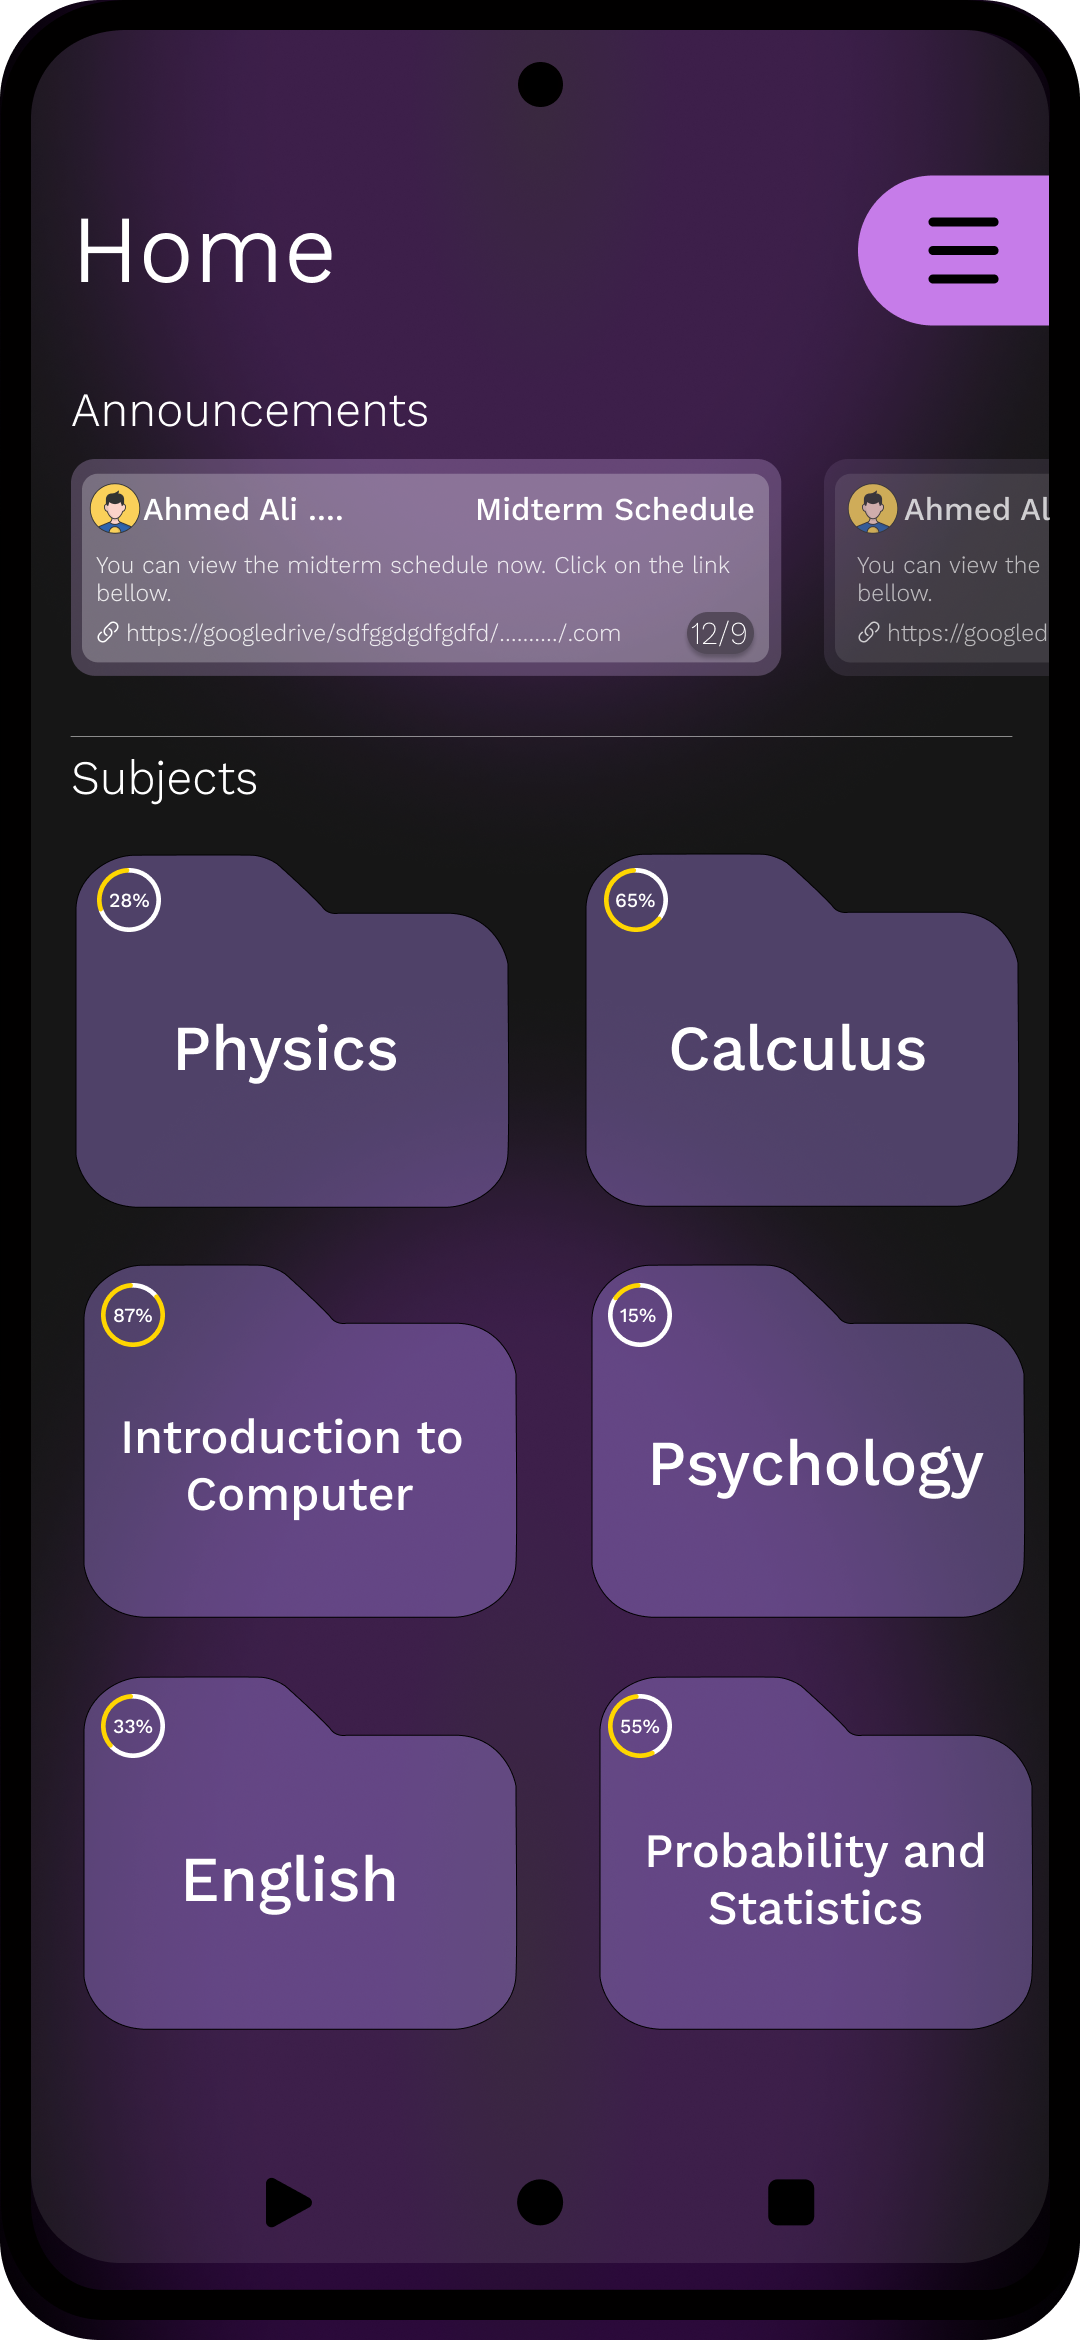 Home
Announcements
Ahmed Ali ....
Midterm Schedule
You can view the midterm schedule now. Click on the link
bellow.
https://googledrive/sdfggdgdfgdfd/........../.com
12/9
Ahmed Al
You can view the
bellow.
https://googled
Subjects
28%
Physics
65%
Calculus
87%
Introduction to
Computer
15%
Psychology
33%
English
55%
Probability and
Statistics